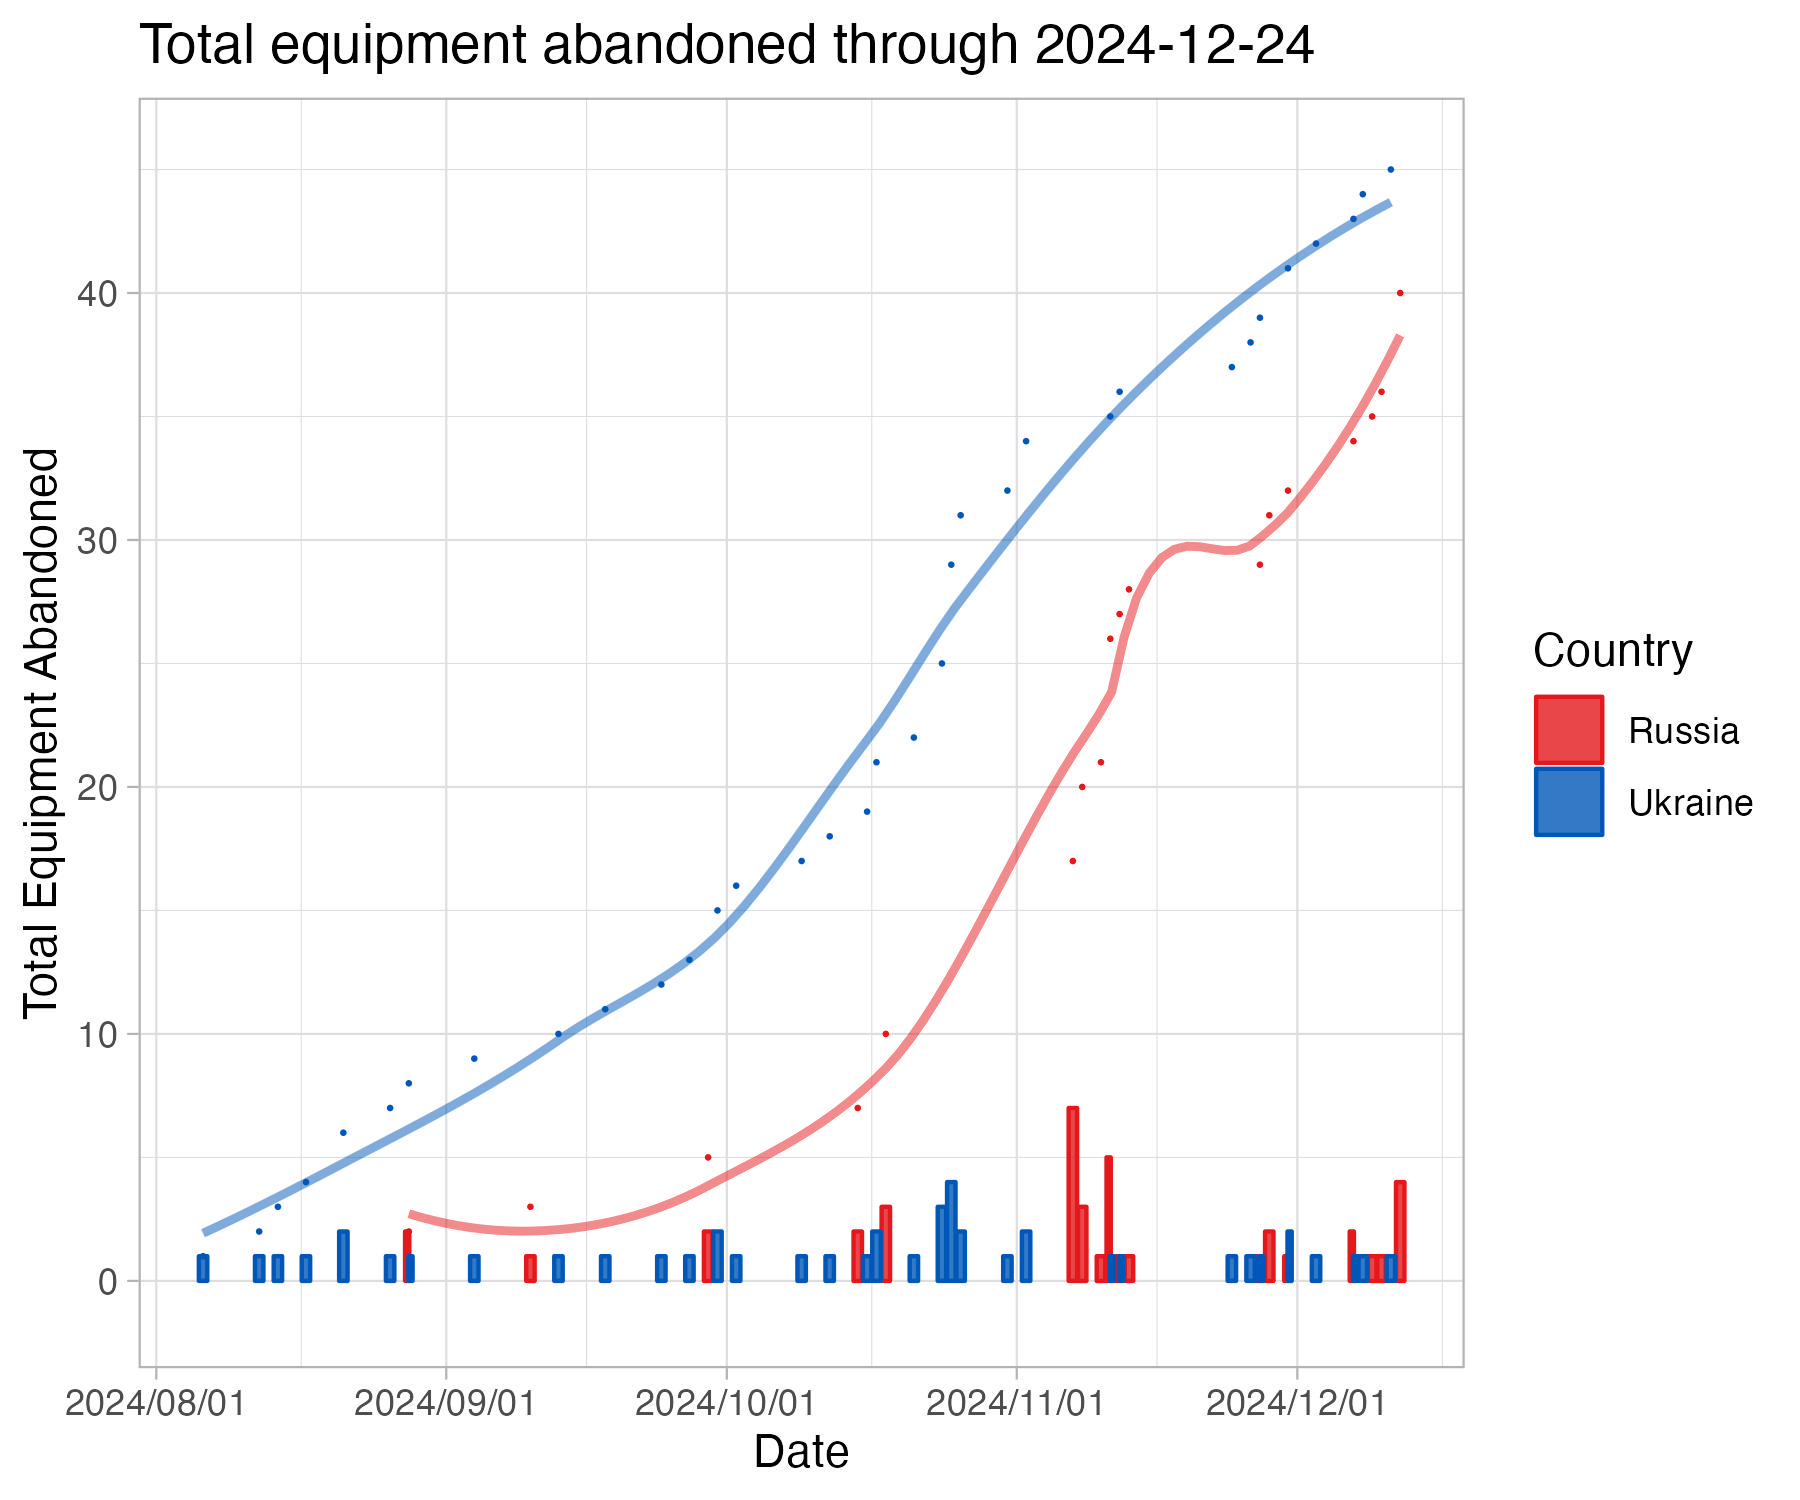 Total equipment abandoned through 2024-12-24
Total Equipment Abandoned
40
30
20
10
0
2024/08/01
2024/09/01
2024/10/01
2024/11/01
2024/12/01
Date
Country
Russia
Ukraine